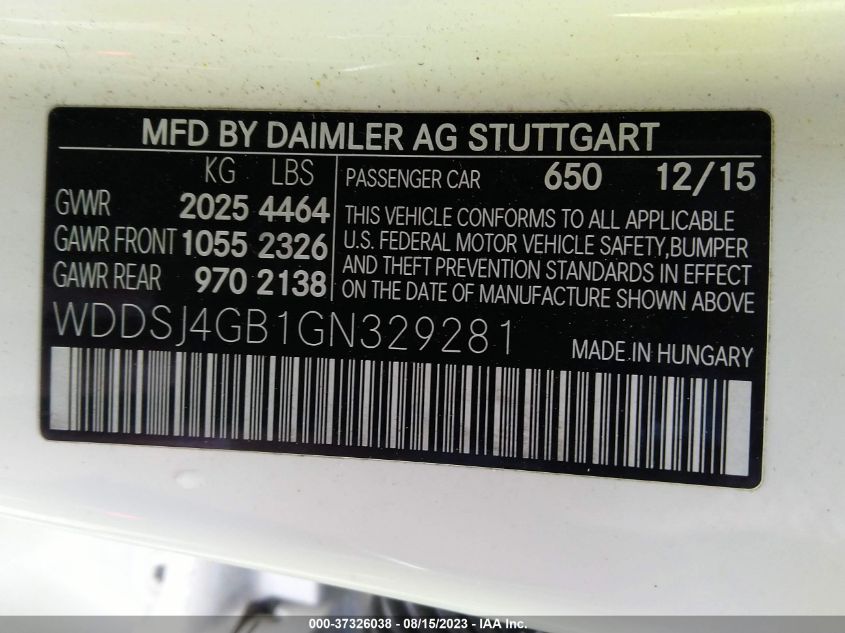 MFD BY DAIMLER AG STUTTGART
KG LBS
GVWR 2025 4464
GAWR FRONT 1055 2326
GAWR REAR 970 2138
PASSENGER CAR 650 12/15
THIS VEHICLE CONFORMS TO ALL APPLICABLE
U.S. FEDERAL MOTOR VEHICLE SAFETY,BUMPER
AND THEFT PREVENTION STANDARDS IN EFFECT
ON THE DATE OF MANUFACTURE SHOWN ABOVE
WDDSJ4GB1GN329281
MADE IN HUNGARY
000-37326038 - 08/15/2023 - IAA Inc.